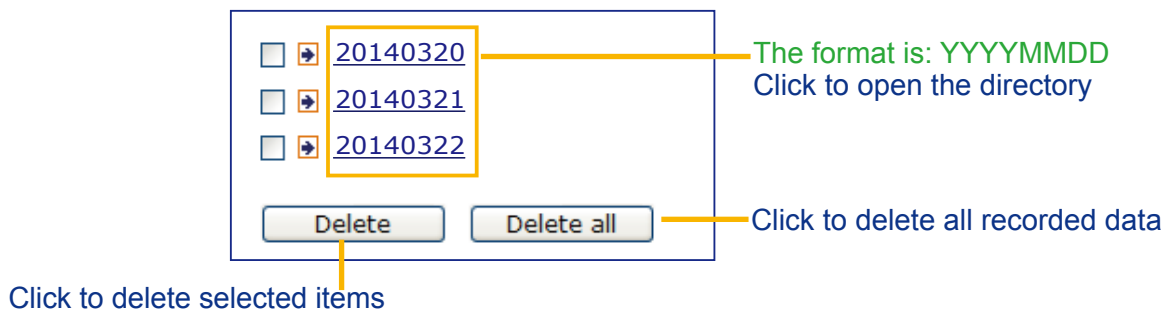 20140320
The format is: YYYYMMDD
Click to open the directory
20140321
20140322
Delete
Delete all
Click to delete all recorded data
Click to delete selected items